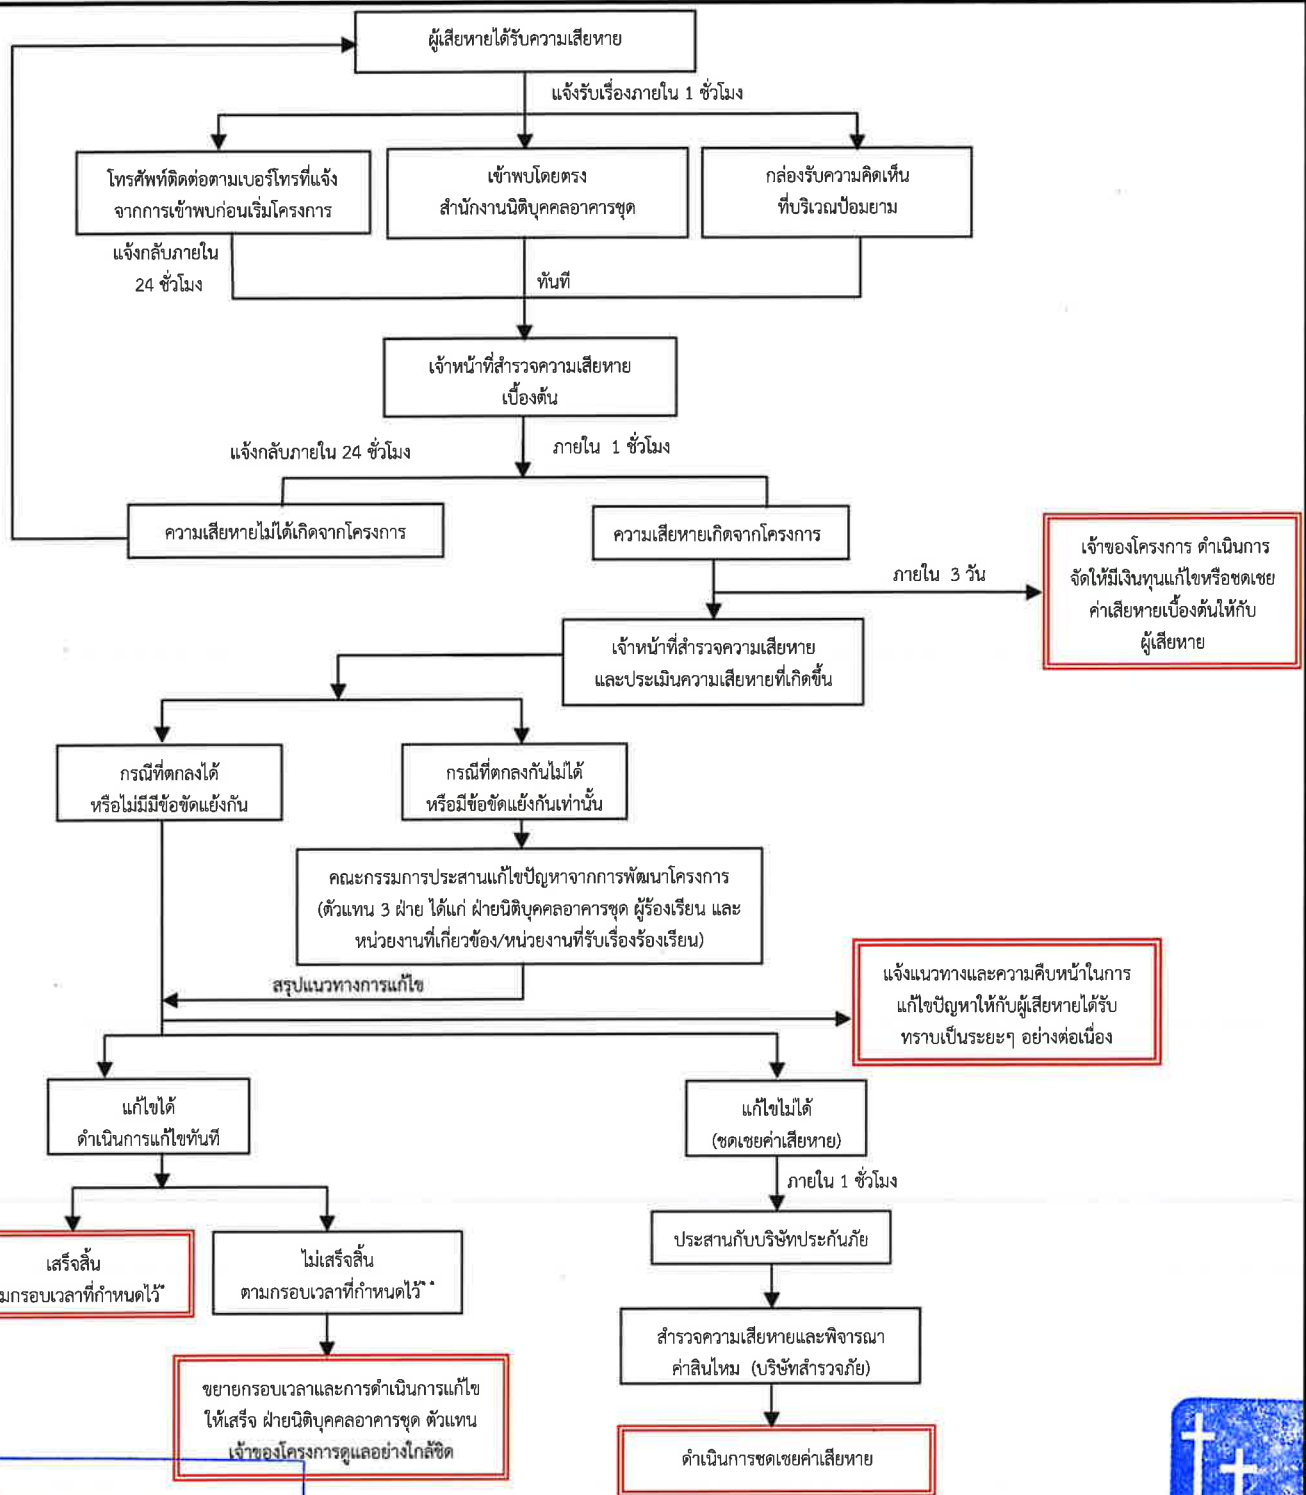 ผู้เสียหายได้รับความเสียหาย
แจ้งรับเรื่องภายใน 1 ชั่วโมง
โทรศัพท์ติดต่อตามเบอร์โทรที่แจ้ง
จากการเข้าพบก่อนเริ่มโครงการ
เข้าพบโดยตรง
สำนักงานนิติบุคคลอาคารชุด
กล่องรับความคิดเห็น
ที่บริเวณป้อมยาม
แจ้งกลับภายใน
24 ชั่วโมง
ทันที
เจ้าหน้าที่สำรวจความเสียหาย
เบื้องต้น
แจ้งกลับภายใน 24 ชั่วโมง
ภายใน 1 ชั่วโมง
ความเสียหายไม่ได้เกิดจากโครงการ
ความเสียหายเกิดจากโครงการ
ภายใน 3 วัน
เจ้าของโครงการ ดำเนินการ
จัดให้มีเงินทุนแก้ไขหรือชดเชย
ค่าเสียหายเบื้องต้นให้กับ
ผู้เสียหาย
เจ้าหน้าที่สำรวจความเสียหาย
และประเมินความเสียหายที่เกิดขึ้น
กรณีที่ตกลงได้
หรือไม่มีมีข้อขัดแย้งกัน
กรณีที่ตกลงกันไม่ได้
หรือมีข้อขัดแย้งกันเท่านั้น
คณะกรรมการประสานแก้ไขปัญหาจากการพัฒนาโครงการ
(ตัวแทน 3 ฝ่าย ได้แก่ ฝ่ายนิติบุคคลอาคารชุด ผู้ร้องเรียน และ
หน่วยงานที่เกี่ยวข้อง/หน่วยงานที่รับเรื่องร้องเรียน)
สรุปแนวทางการแก้ไข
แจ้งแนวทางและความคืบหน้าในการ
แก้ไขปัญหาให้กับผู้เสียหายได้รับ
ทราบเป็นระยะๆ อย่างต่อเนื่อง
แก้ไขได้
ดำเนินการแก้ไขทันที
แก้ไขไม่ได้
(ชดเชยค่าเสียหาย)
ภายใน 1 ชั่วโมง
เสร็จสิ้น
มกรอบเวลาที่กำหนดไว้*
ไม่เสร็จสิ้น
ตามกรอบเวลาที่กำหนดไว้**
ประสานกับบริษัทประกันภัย
สำรวจความเสียหายและพิจารณา
ค่าสินไหม (บริษัทสำรวจภัย)
ขยายกรอบเวลาและการดำเนินการแก้ไข
ให้เสร็จ ฝ่ายนิติบุคคลอาคารชุด ตัวแทน
เจ้าของโครงการดูแลอย่างใกล้ชิด
ดำเนินการชดเชยค่าเสียหาย